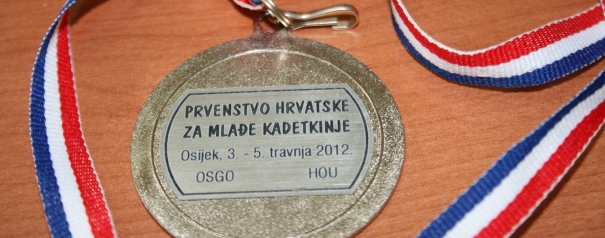 PRVENSTVO HRVATSKE
ZA MLAĐE KADETKINJE
Osijek, 3. - 5. travnja 2012.
OSGO HOU